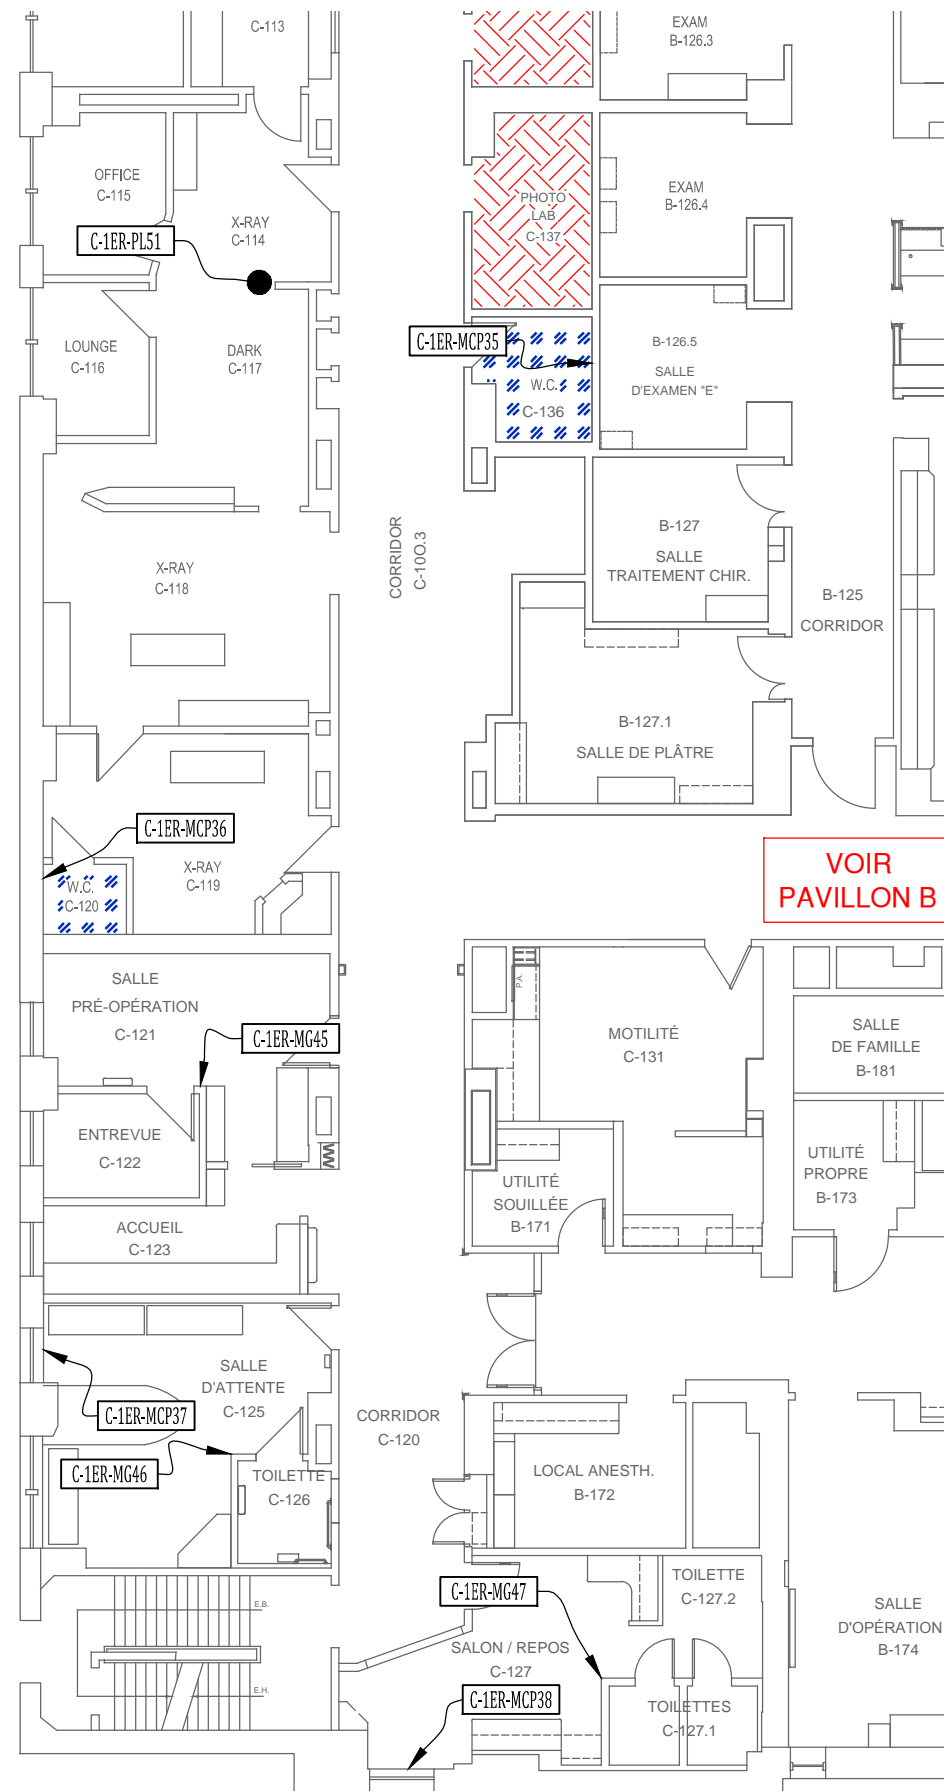 C-113
EXAM
B-126.3
OFFICE
C-115
X-RAY
C-114
C-1ER-PL51
PHOTO
LAB
C-137
EXAM
B-126.4
LOUNGE
C-116
DARK
C-117
C-1ER-MCP35
W.C.
C-136
B-126.5
SALLE
D'EXAMEN "E"
CORRIDOR
C-100.3
B-127
SALLE
TRAITEMENT CHIR.
X-RAY
C-118
B-125
CORRIDOR
B-127.1
SALLE DE PLÂTRE
C-1ER-MCP36
X-RAY
C-119
W.C.
C-120
VOIR
PAVILLON B
SALLE
PRÉ-OPÉRATION
C-121
P.A.
C-1ER-MG45
MOTILITÉ
C-131
SALLE
DE FAMILLE
B-181
ENTREVUE
C-122
UTILITÉ
SOUILLÉE
B-171
UTILITÉ
PROPRE
B-173
ACCUEIL
C-123
SALLE
D'ATTENTE
C-125
C-1ER-MCP37
CORRIDOR
C-120
C-1ER-MG46
TOILETTE
C-126
LOCAL ANESTH.
B-172
C-1ER-MG47
TOILETTE
C-127.2
E.B.
SALON / REPOS
C-127
SALLE
D'OPÉRATION
B-174
E.H.
C-1ER-MCP38
TOILETTES
C-127.1